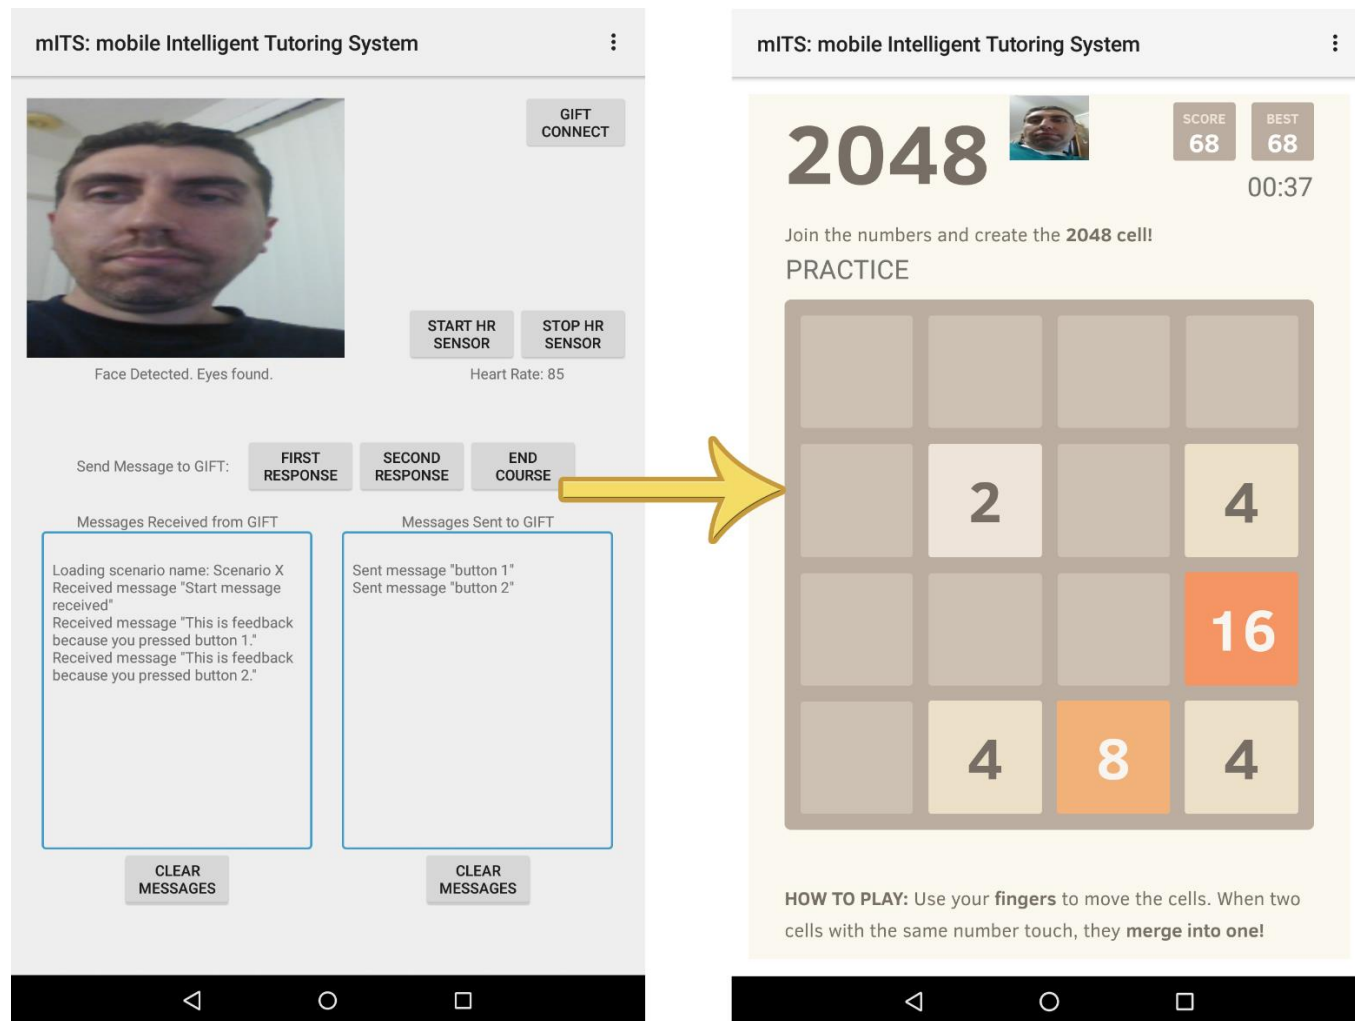 mITS: mobile Intelligent Tutoring System
GIFT
CONNECT
START HR
SENSOR
STOP HR
SENSOR
Face Detected. Eyes found.
Heart Rate: 85
Send Message to GIFT:
FIRST
RESPONSE
SECOND
RESPONSE
END
COURSE
Messages Received from GIFT
Loading scenario name: Scenario X
Received message "Start message
received"
Received message "This is feedback
because you pressed button 1."
Received message "This is feedback
because you pressed button 2."
CLEAR
MESSAGES
Messages Sent to GIFT
Sent message "button 1"
Sent message "button 2"
CLEAR
MESSAGES
mITS: mobile Intelligent Tutoring System
2048
SCORE
68
BEST
68
00:37
Join the numbers and create the 2048 cell!
PRACTICE
2 4
16
4 8 4
HOW TO PLAY: Use your fingers to move the cells. When two
cells with the same number touch, they merge into one!